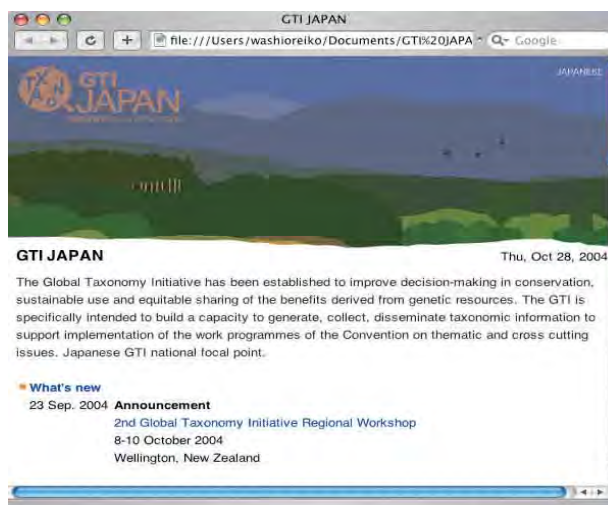 GTI JAPAN
file:///Users/washioreiko/Documents/GTI%20JAPA
Google
JAPANESE
GTI
JAPAN
GTI JAPAN
Thu, Oct 28, 2004
The Global Taxonomy Initiative has been established to improve decision-making in conservation,
sustainable use and equitable sharing of the benefits derived from genetic resources. The GTI is
specifically intended to build a capacity to generate, collect, disseminate taxonomic information to
support implementation of the work programmes of the Convention on thematic and cross cutting
issues. Japanese GTI national focal point.
What's new
23 Sep. 2004 Announcement
2nd Global Taxonomy Initiative Regional Workshop
8-10 October 2004
Wellington, New Zealand